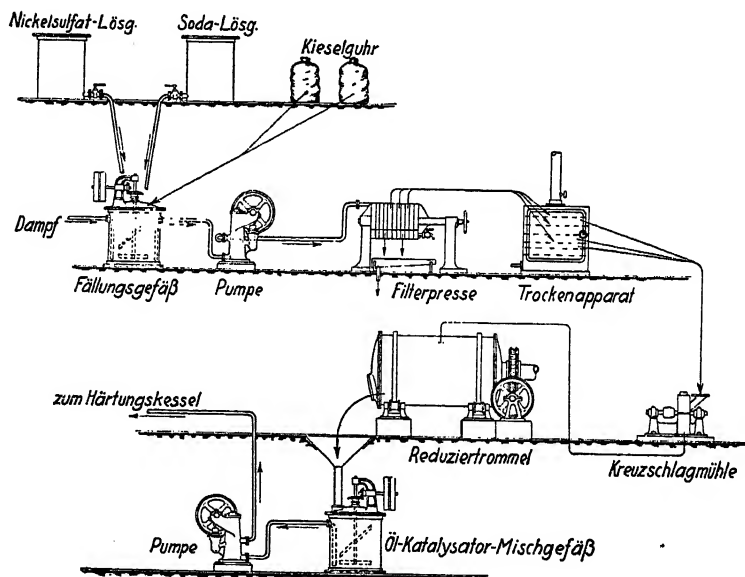 Nickelsulfat-Lösg.
Soda-Lösg.
Kieselguhr
Dampf
Fällungsgefäß
Pumpe
Filterpresse
Trockenapparat
zum Härtungskessel
Reduziertrommel
Kreuzschlagmühle
Pumpe
Öl-Katalysator-Mischgefäß